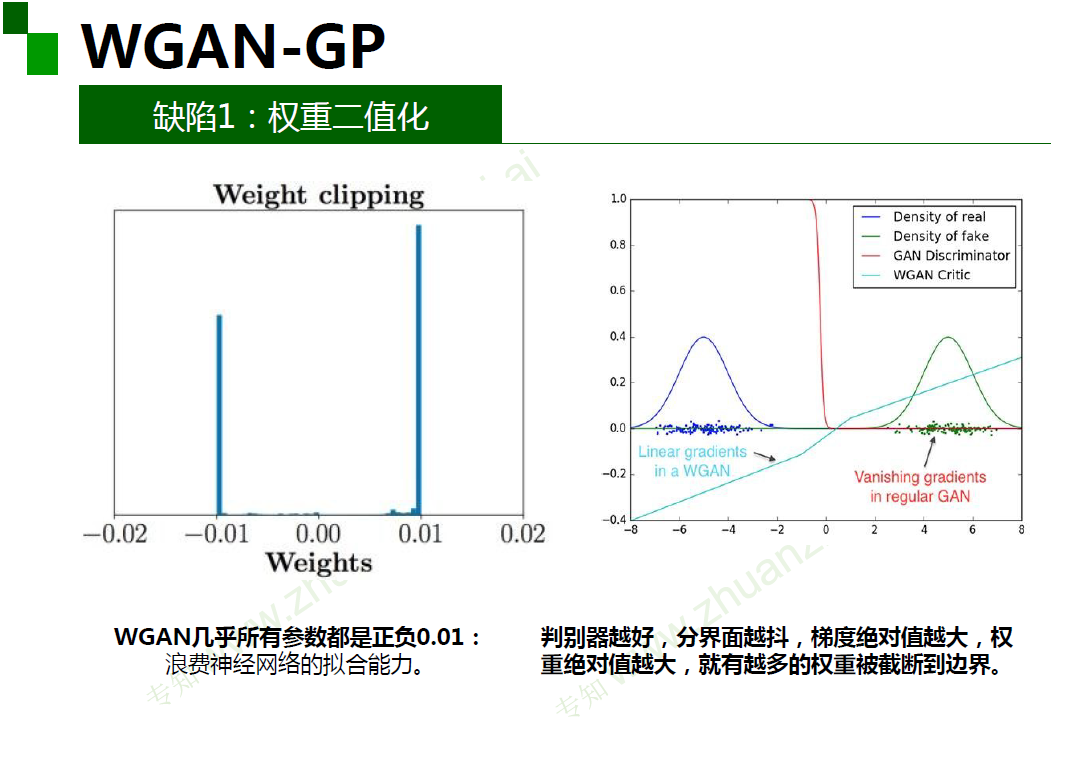 WGAN-GP
缺陷1：权重二值化
Weight clipping
−0.02 −0.01 0.00 0.01 0.02
Weights
1.0
0.8
0.6
0.4
0.2
0.0
−0.2
−0.4
−8 −6 −4 −2 0 2 4 6 8
Density of real
Density of fake
GAN Discriminator
WGAN Critic
Linear gradients
in a WGAN
Vanishing gradients
in regular GAN
WGAN几乎所有参数都是正负0.01：
浪费神经网络的拟合能力。
判别器越好，分界面越抖，梯度绝对值越大，权
重绝对值越大，就有越多的权重被截断到边界。
专知
专知 www.zhuanz